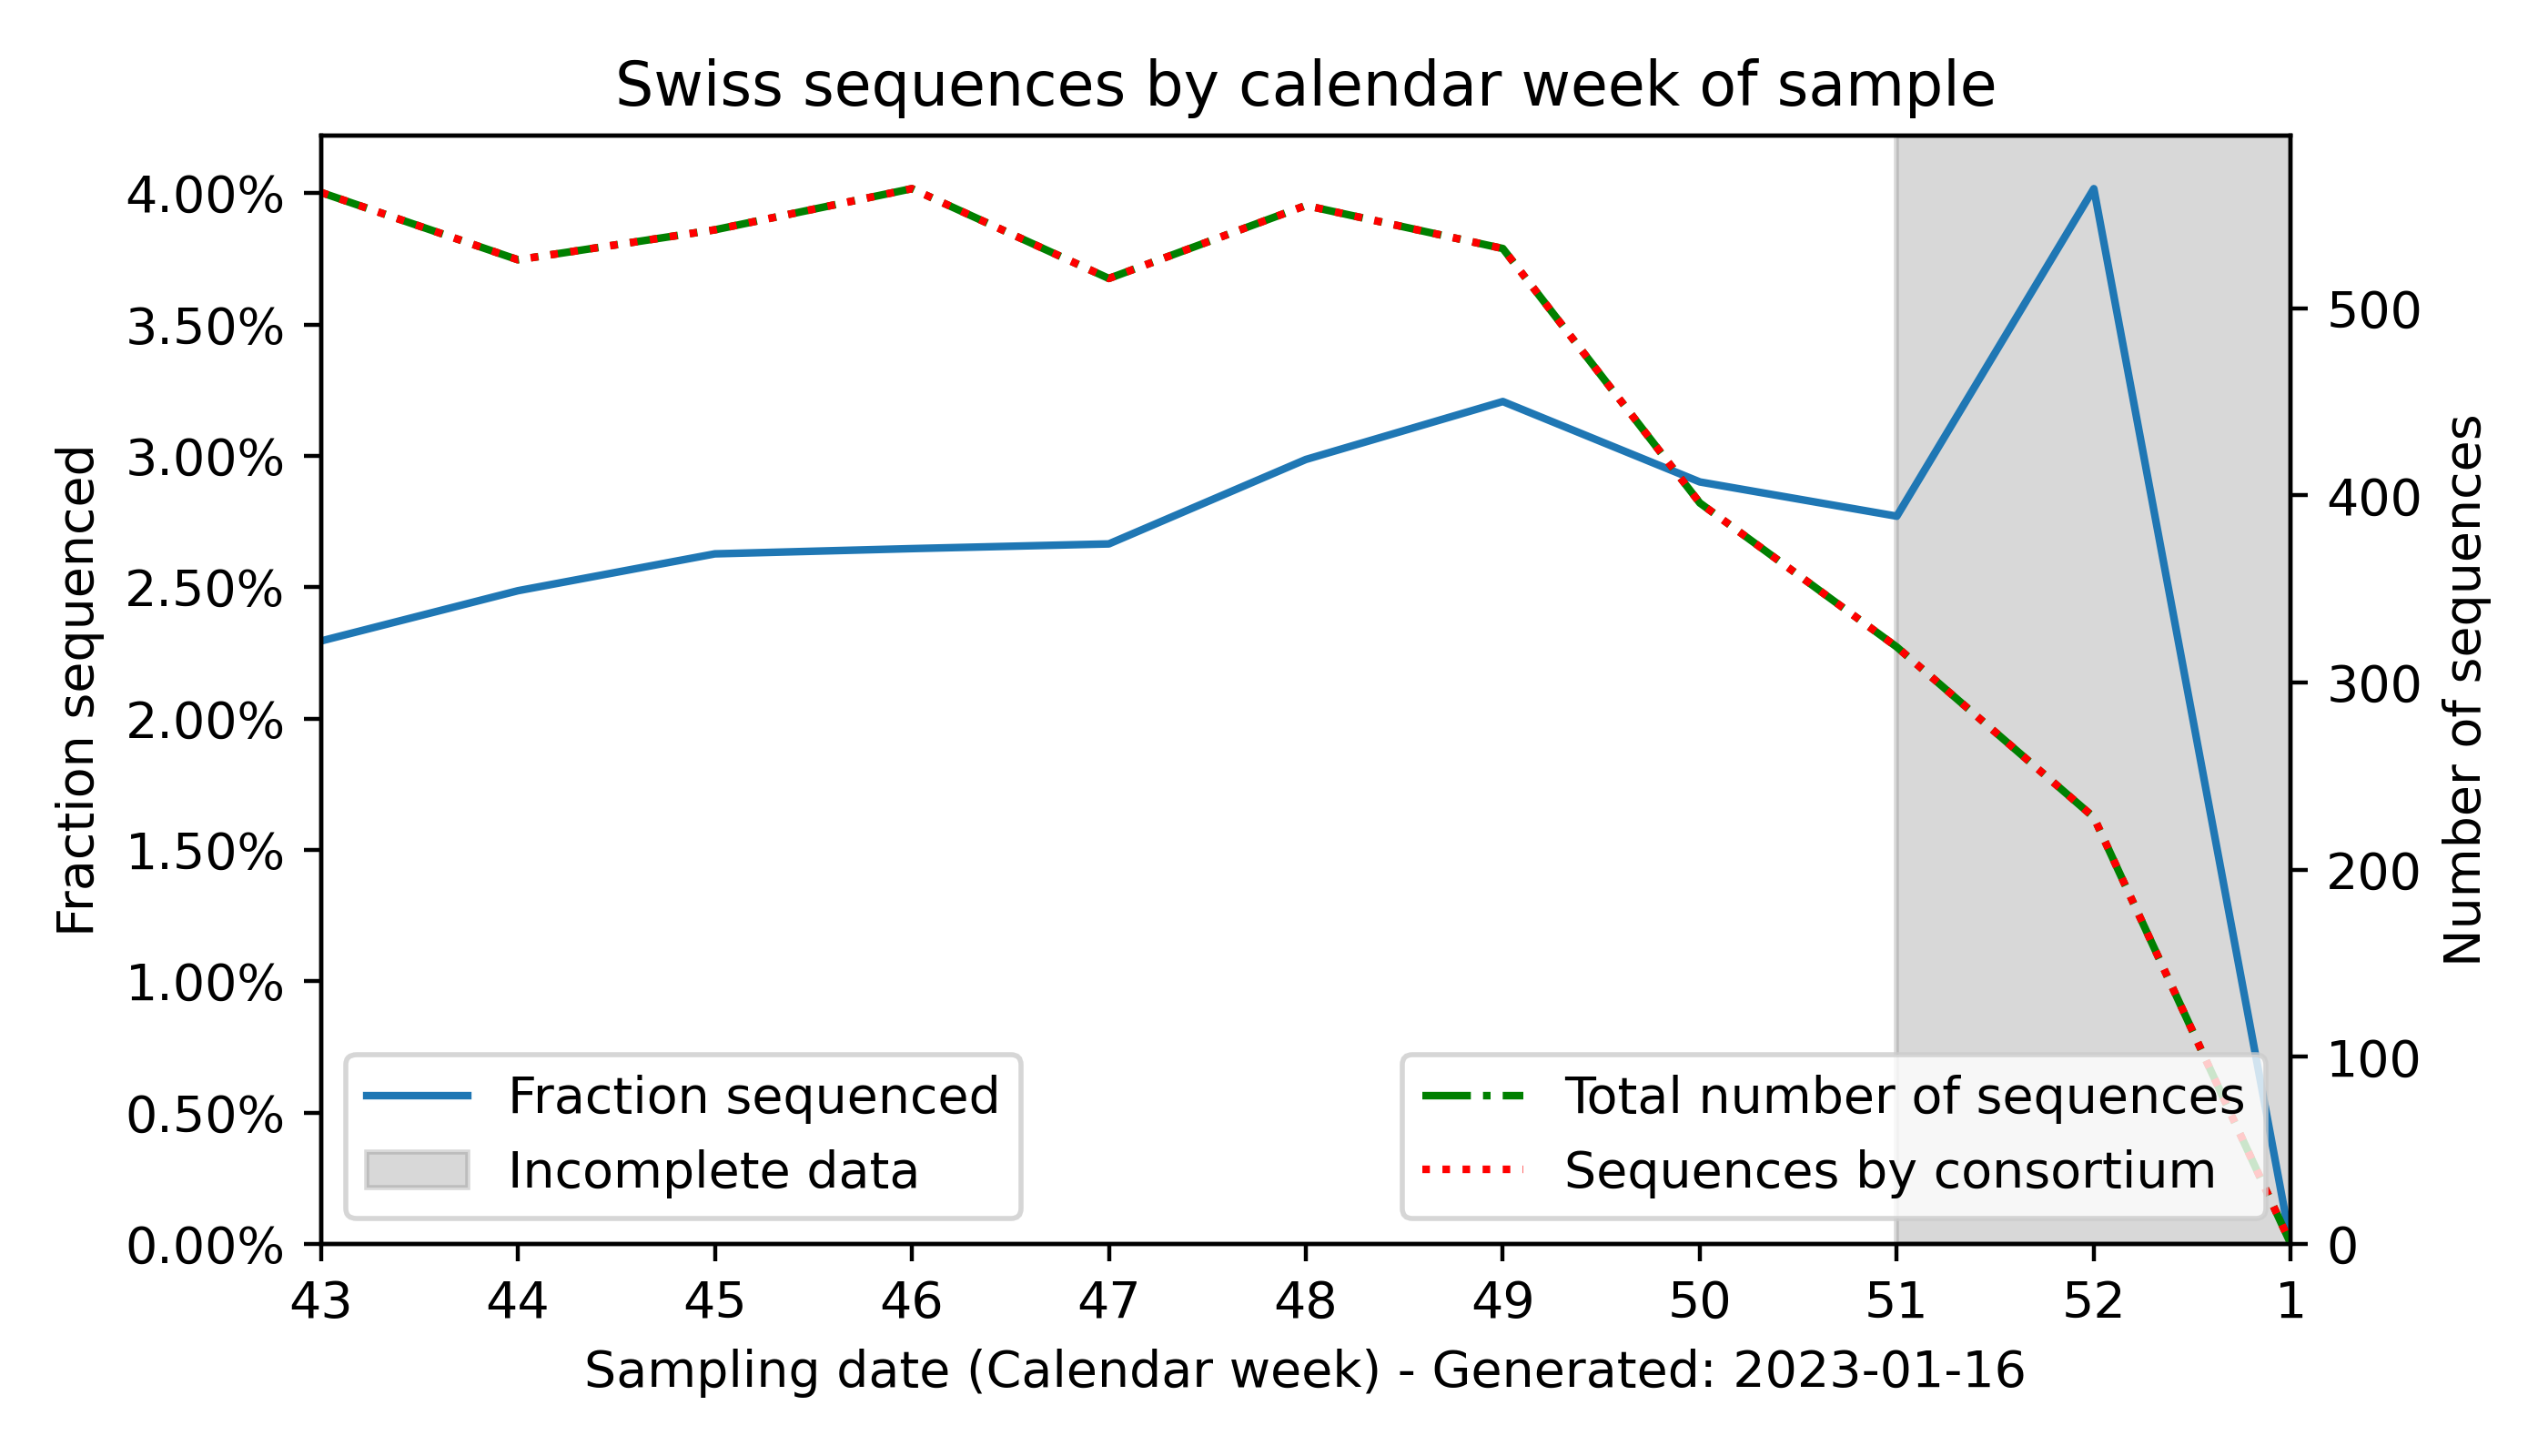 Swiss sequences by calendar week of sample
4.00%
3.50%
3.00%
2.50%
2.00%
1.50%
1.00%
0.50%
0.00%
Fraction sequenced
500
400
300
200
100
0
Number of sequences
Fraction sequenced
Incomplete data
Total number of sequences
Sequences by consortium
43 44 45 46 47 48 49 50 51 52 1
Sampling date (Calendar week) - Generated: 2023-01-16